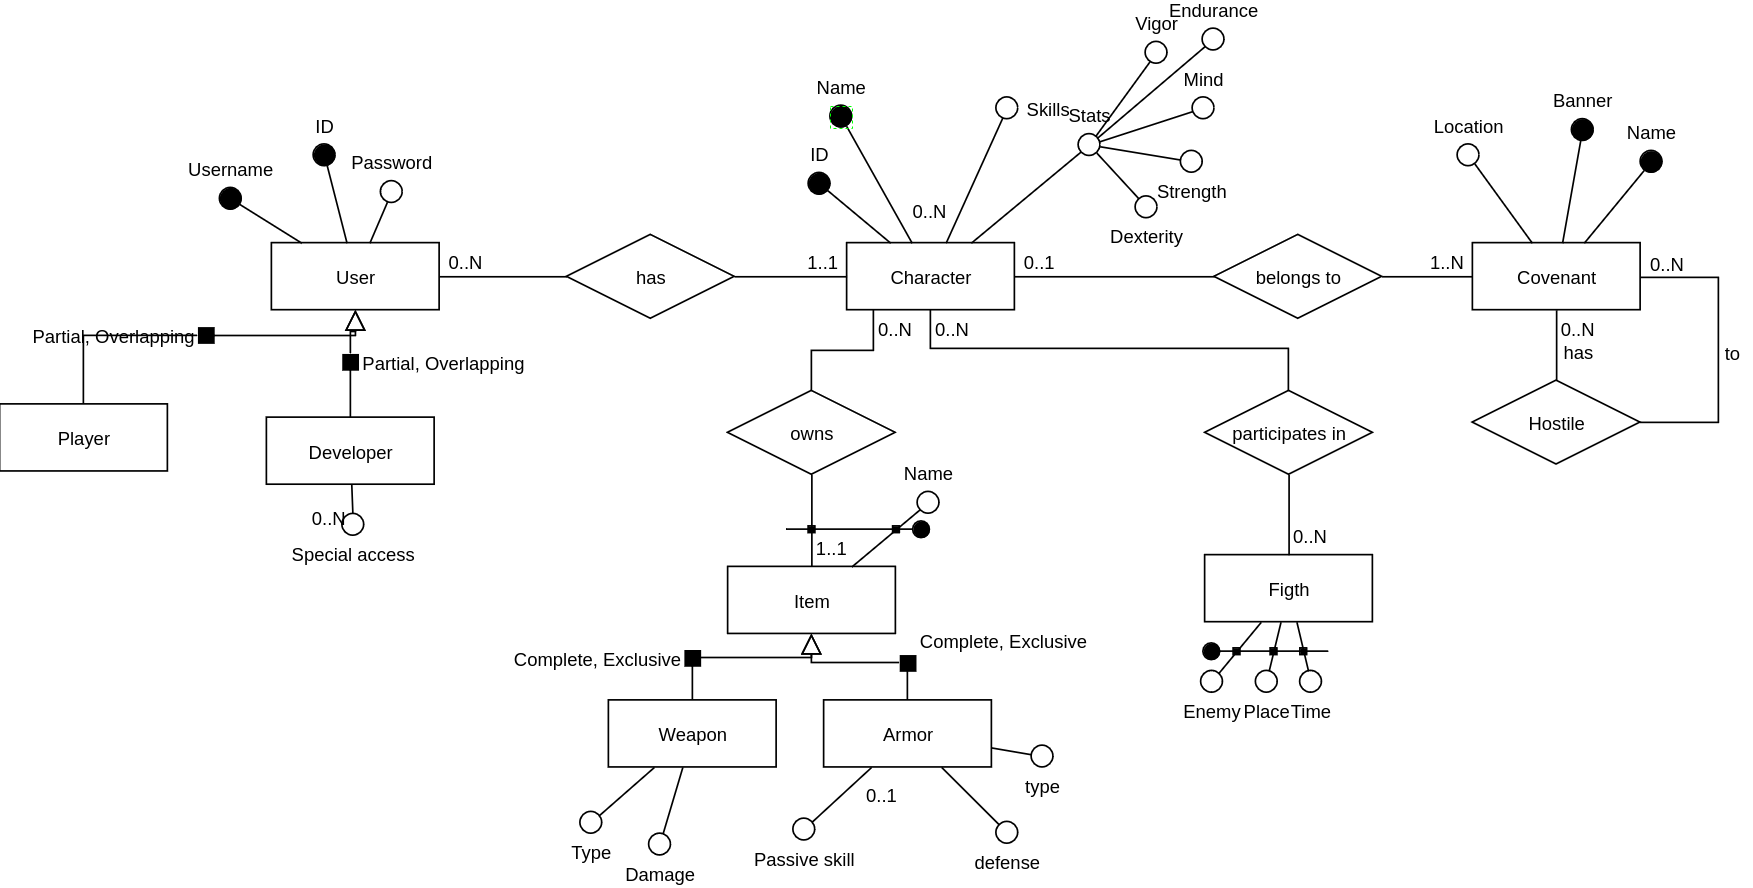 Endurance
Vigor
Mind
Name
Skills
Stats
Banner
ID
Location
Name
ID
Password
Username
Strength
0..N
Dexterity
0..N
1..1
0..1
1..N
0..N
User
has
Character
belongs to
Covenant
Partial, Overlapping
0..N
0..N
0..N
has
to
Partial, Overlapping
Player
Developer
owns
participates in
Hostile
Name
0..N
Special access
1..1
0..N
Item
Figth
Complete, Exclusive
Complete, Exclusive
Enemy
Place
Time
Weapon
Armor
type
0..1
Type
Damage
Passive skill
defense